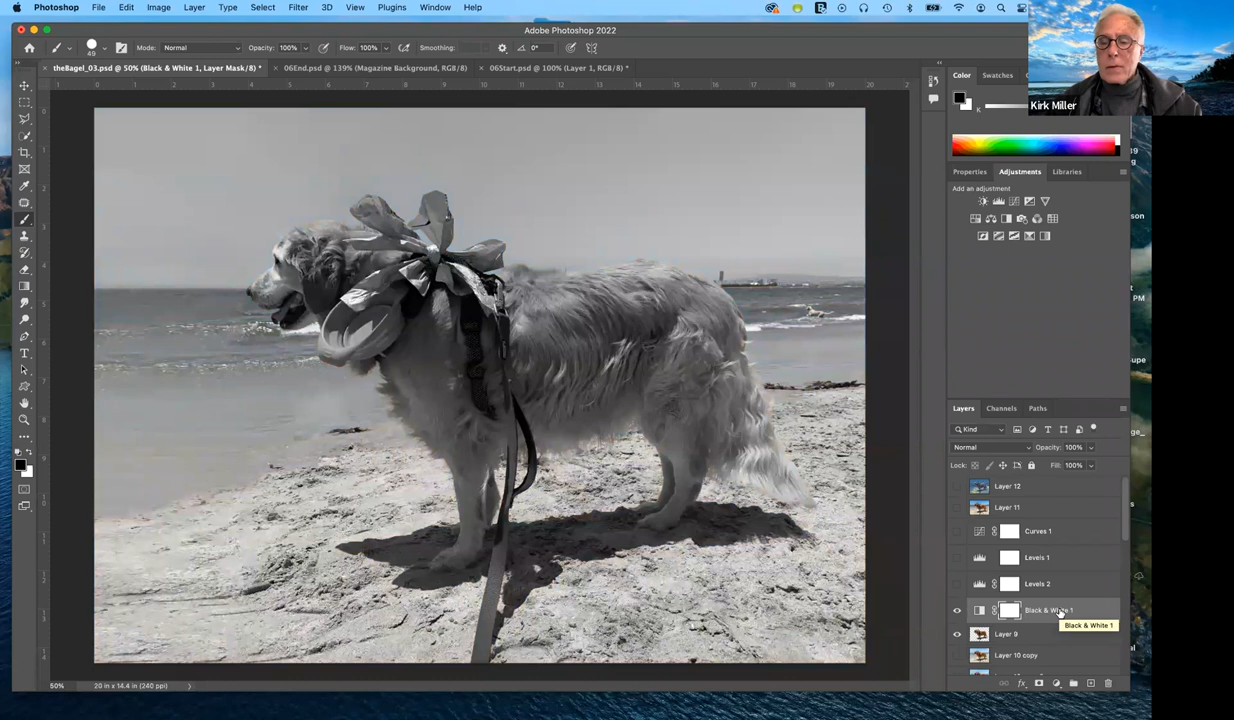 Photoshop File Edit Image Layer Type Select Filter 3D View Plugins Window Help
Adobe Photoshop 2022
49 Mode: Normal Opacity: 100% Flow: 100% Smoothing: 0°
theBagel_03.psd @ 50% (Black & White 1, Layer Mask/8) * 06End.psd @ 139% (Magazine Background, RGB/8) 06Start.psd @ 100% (Layer 1, RGB/8) *
Kirk Miller
Color Swatches
K
Properties Adjustments Libraries
Add an adjustment
Layers Channels Paths
Kind
Normal Opacity: 100%
Lock: Fill: 100%
Layer 12
Layer 11
Curves 1
Levels 1
Levels 2
Black & White 1
Black & White 1
Layer 9
Layer 10 copy
50% 20 in x 14.4 in (240 ppi)